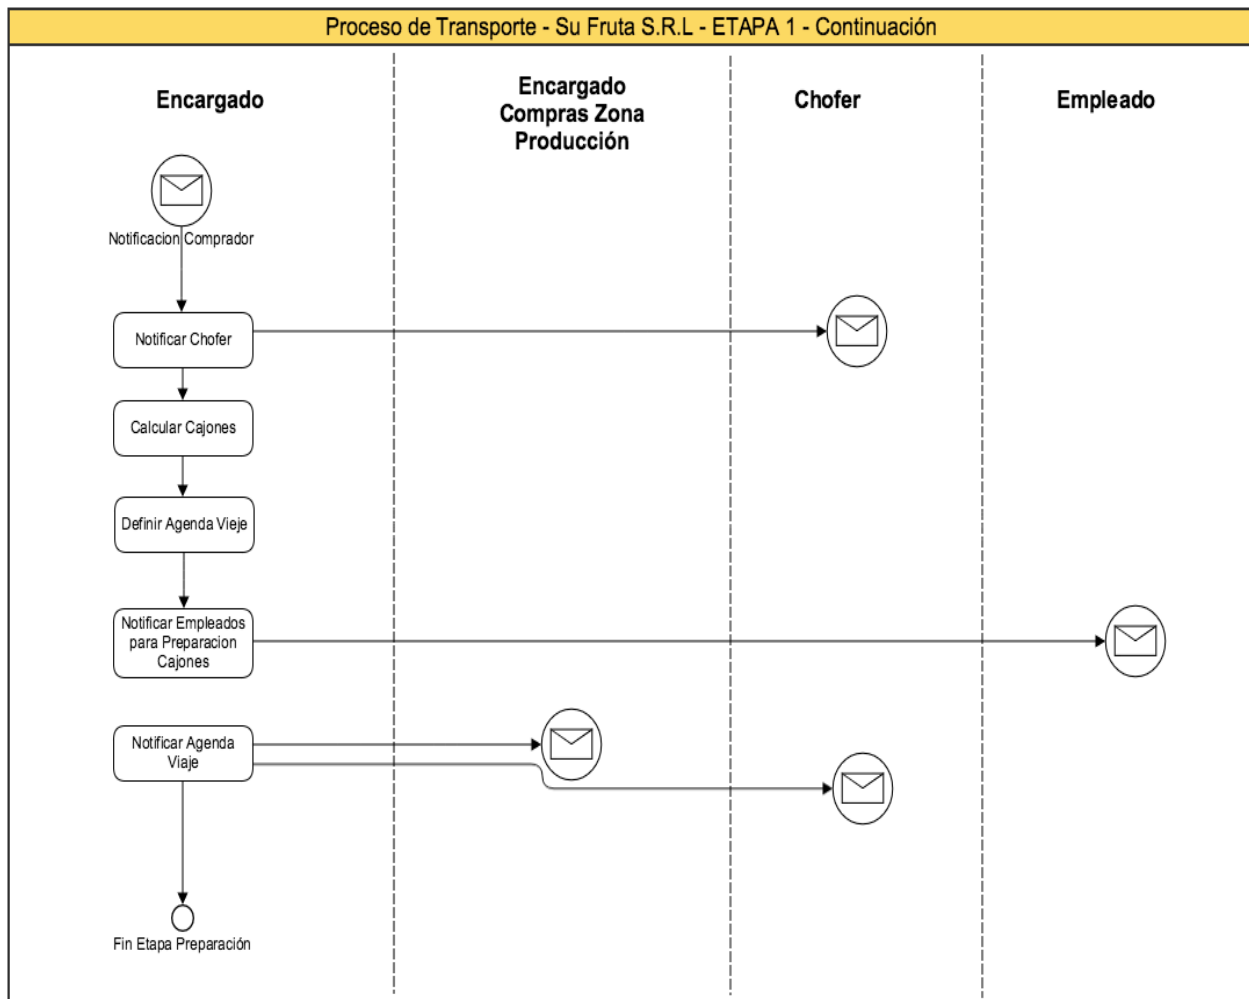 Proceso de Transporte - Su Fruta S.R.L - ETAPA 1 - Continuación
Encargado
Encargado
Compras Zona
Producción
Chofer
Empleado
Notificacion Comprador
Notificar Chofer
Calcular Cajones
Definir Agenda Vieje
Notificar Empleados
para Preparacion
Cajones
Notificar Agenda
Viaje
Fin Etapa Preparación